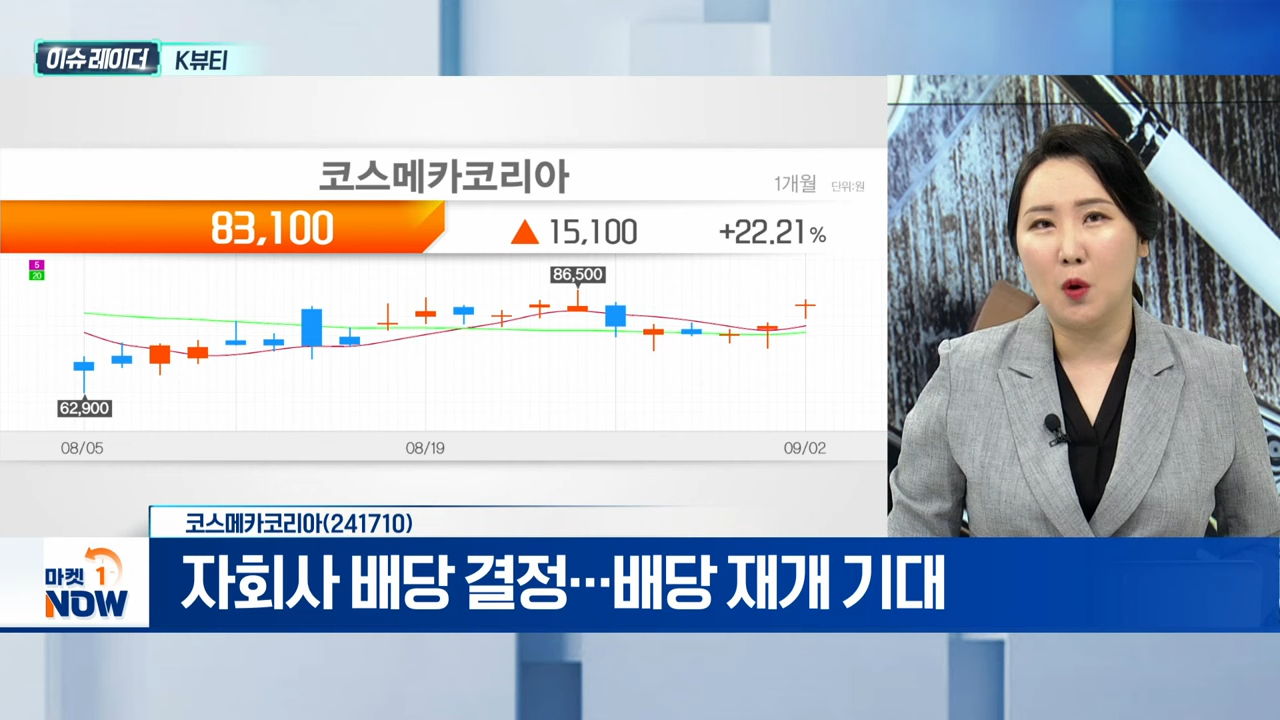 이슈 레이더 K뷰티
코스메카코리아
1개월 단위:원
83,100 ▲ 15,100 +22.21%
5
20
86,500
62,900
08/05 08/19 09/02
코스메카코리아(241710)
마켓 1
NOW
자회사 배당 결정…배당 재개 기대